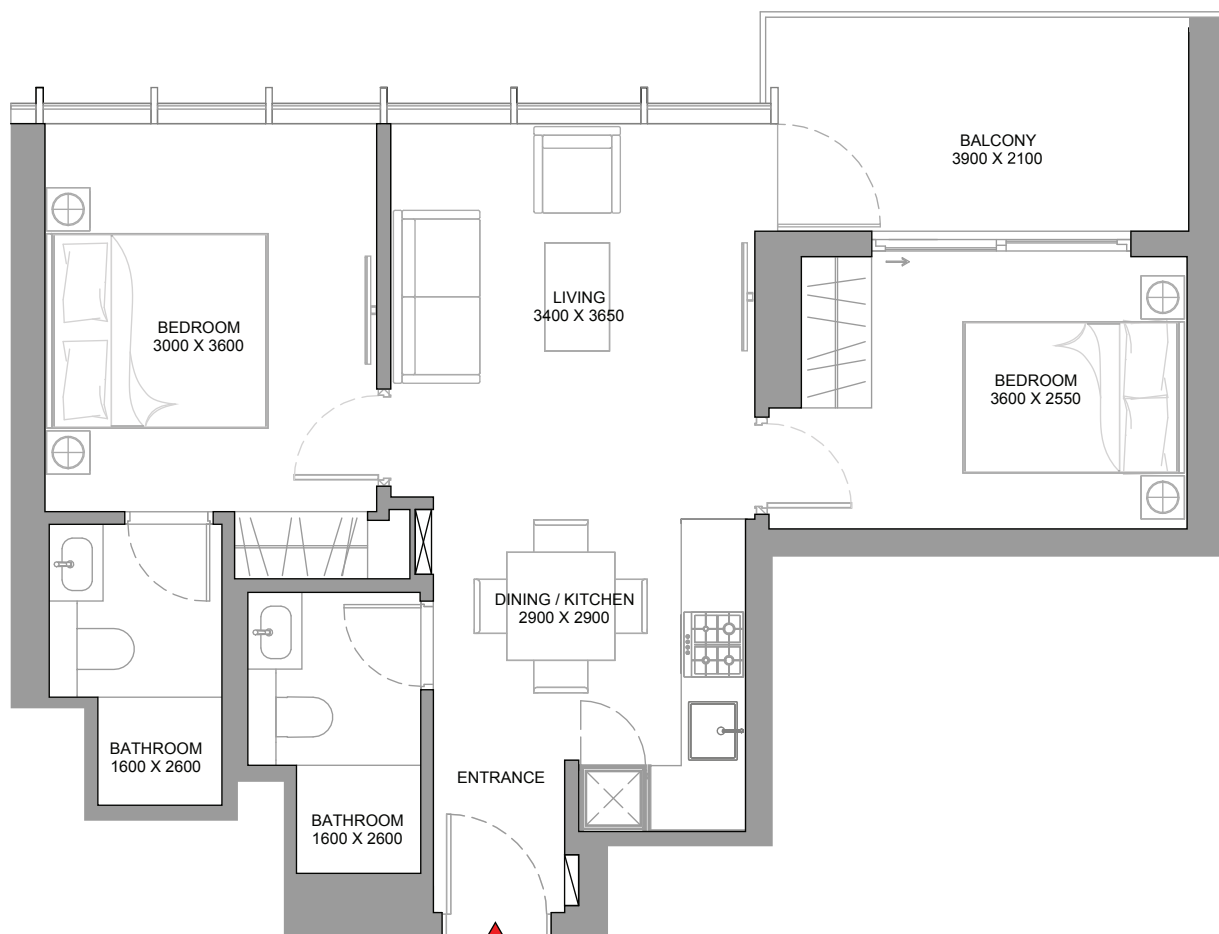 BALCONY
3900 X 2100
LIVING
3400 X 3650
BEDROOM
3000 X 3600
BEDROOM
3600 X 2550
DINING / KITCHEN
2900 X 2900
BATHROOM
1600 X 2600
ENTRANCE
BATHROOM
1600 X 2600